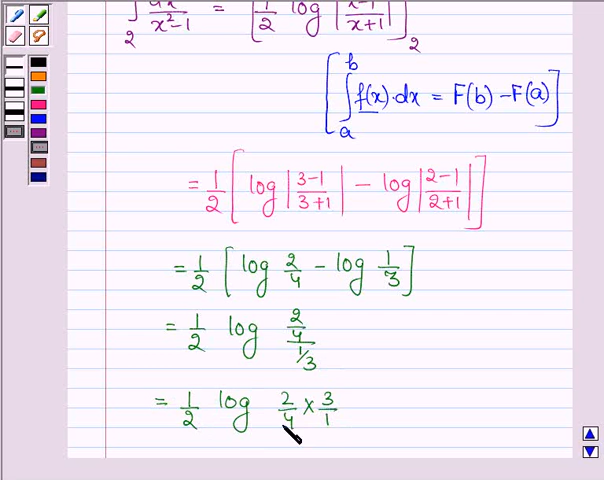 ∫₂ dx/(x²-1) = [1/2 log |(x-1)/(x+1)|]₂
[∫ₐᵇ f(x)·dx = F(b) - F(a)]
= 1/2 [log |(3-1)/(3+1)| - log |(2-1)/(2+1)|]
= 1/2 [log 2/4 - log 1/3]
= 1/2 log (2/4)/(1/3)
= 1/2 log 2/4 × 3/1